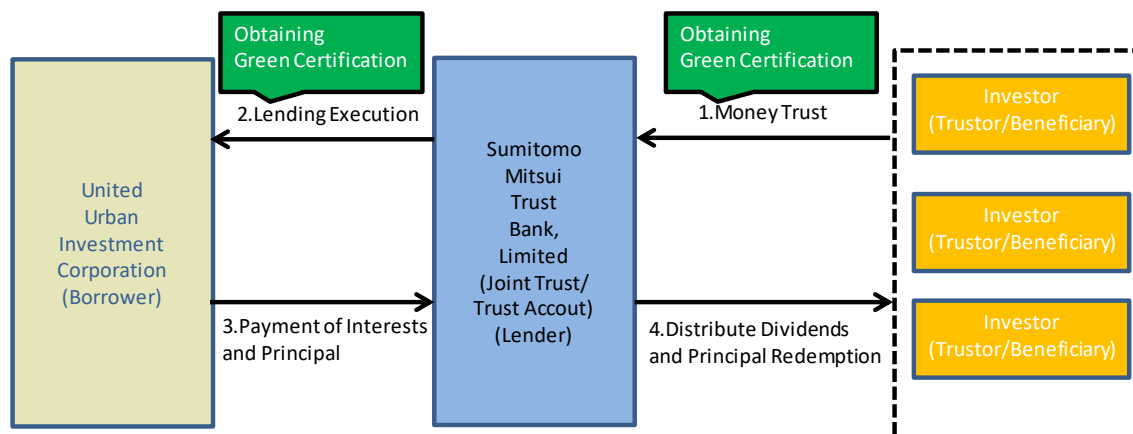 Obtaining
Green Certification
Obtaining
Green Certification
2.Lending Execution
1.Money Trust
United
Urban
Investment
Corporation
(Borrower)
Sumitomo
Mitsui
Trust
Bank,
Limited
(Joint Trust/
Trust Accout)
(Lender)
Investor
(Trustor/Beneficiary)
Investor
(Trustor/Beneficiary)
Investor
(Trustor/Beneficiary)
3.Payment of Interests
and Principal
4.Distribute Dividends
and Principal Redemption